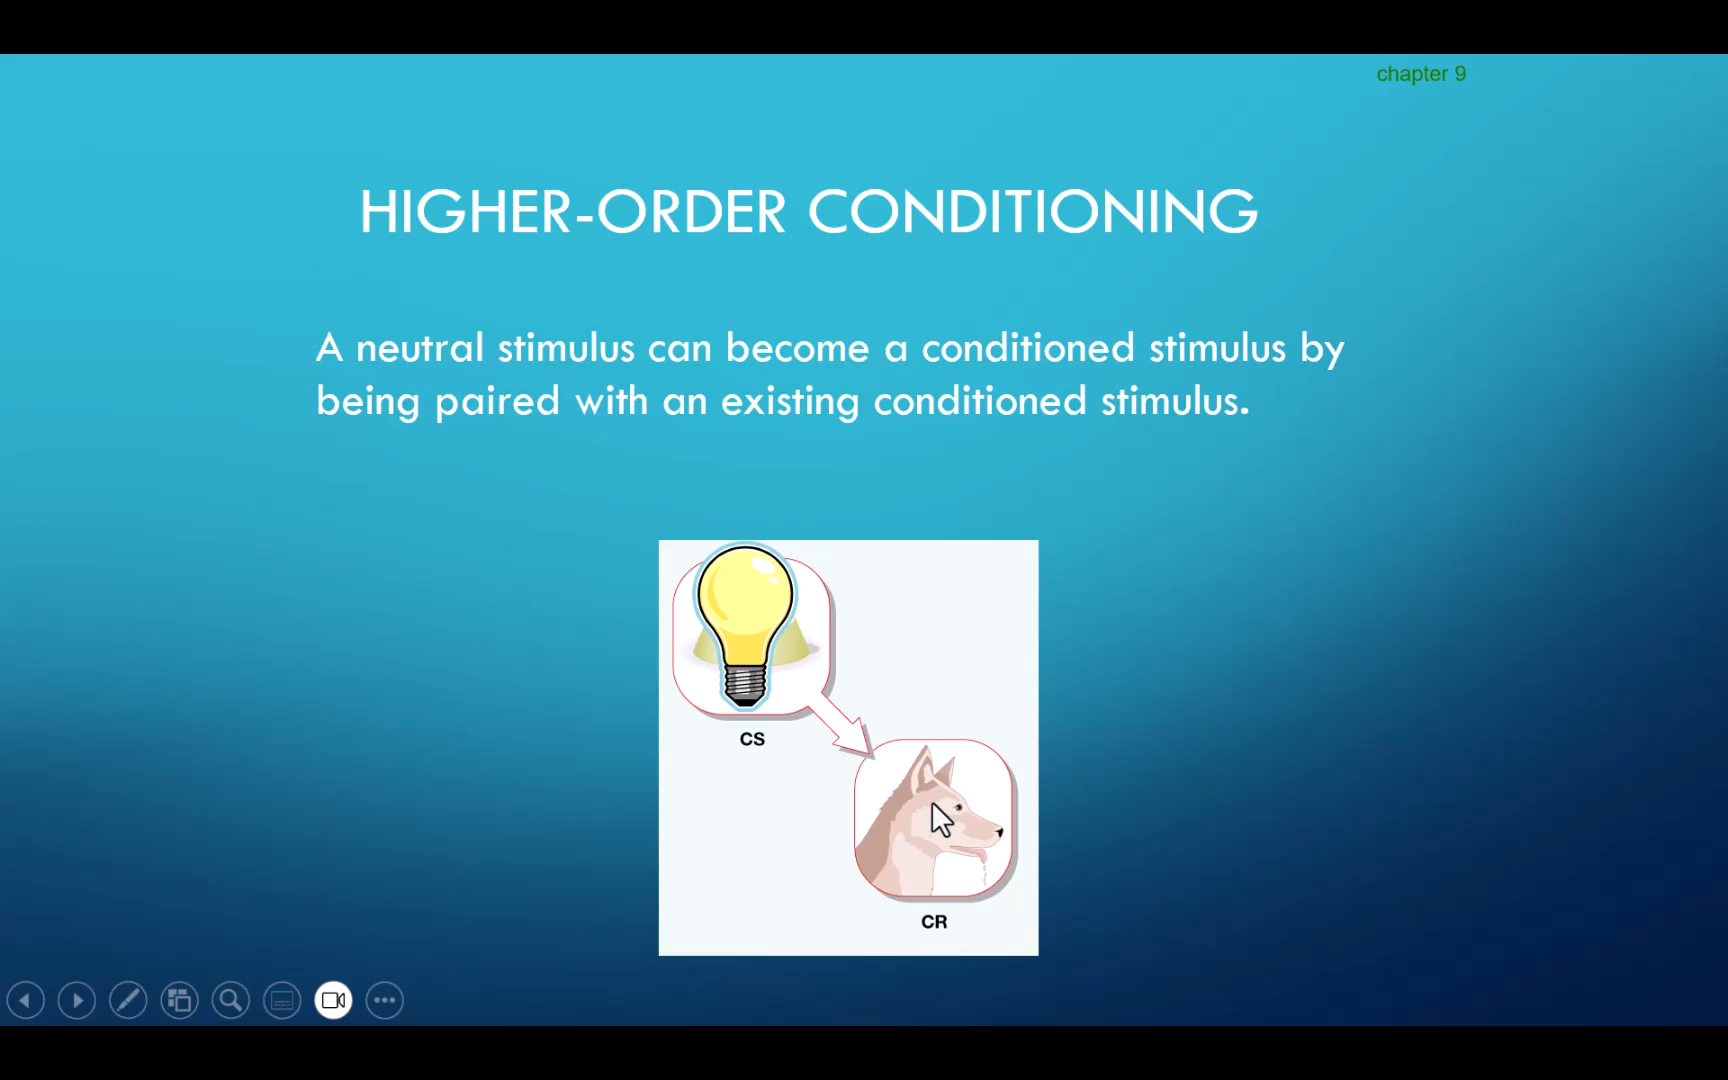 chapter 9
HIGHER-ORDER CONDITIONING
A neutral stimulus can become a conditioned stimulus by
being paired with an existing conditioned stimulus.
CS
CR